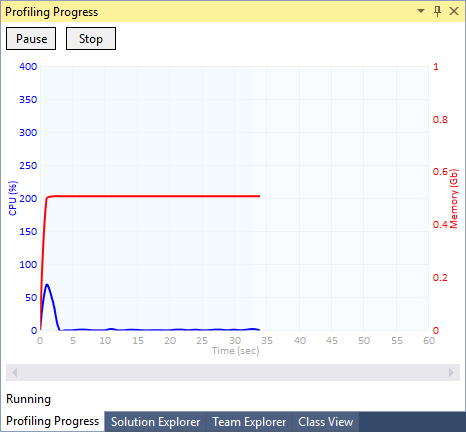 Profiling Progress
Pause Stop
400 1
350
300 0.8
250 0.6
200
150 0.4
100 0.2
50
0 0
CPU (%)
Memory (Gb)
0 5 10 15 20 25 30 35 40 45 50 55 60
Time (sec)
Running
Profiling Progress Solution Explorer Team Explorer Class View